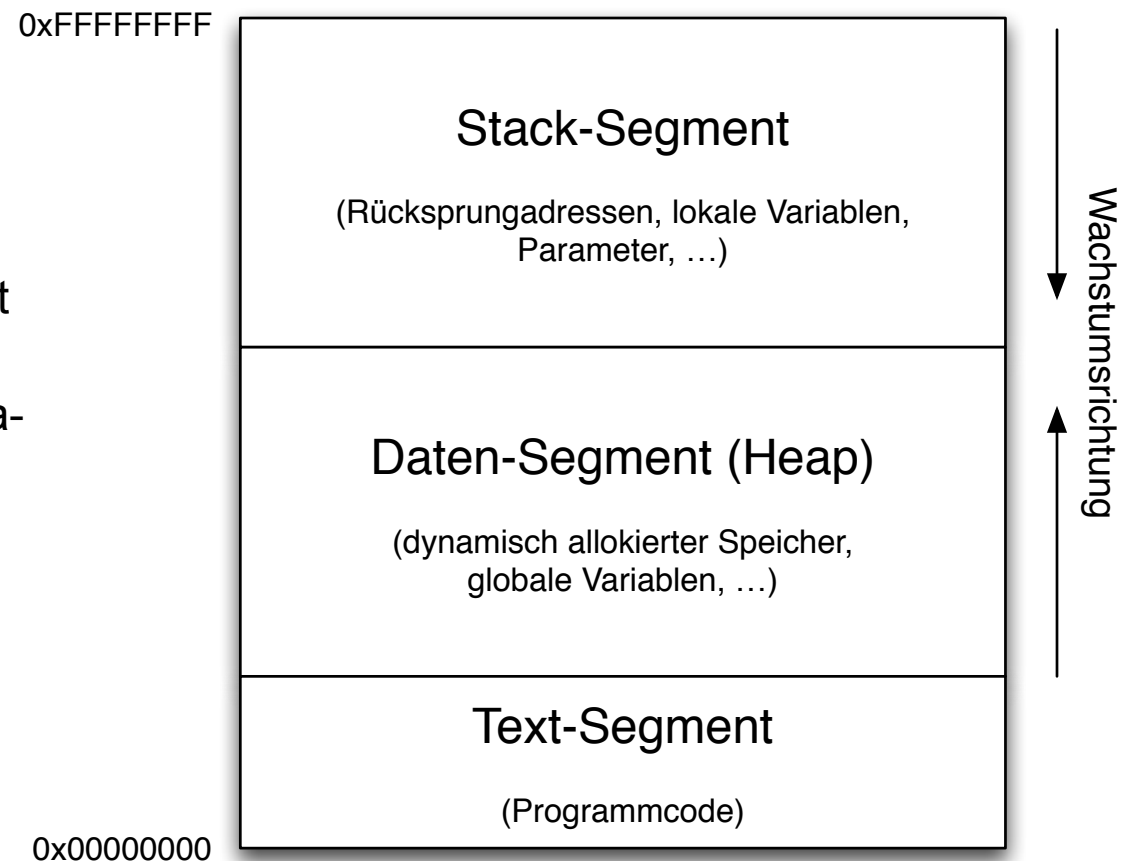 0xFFFFFFFF
Stack-Segment
(Rücksprungadressen, lokale Variablen,
Parameter, …)
Wachstumsrichtung
t
a-
Daten-Segment (Heap)
(dynamisch allokierter Speicher,
globale Variablen, …)
Text-Segment
(Programmcode)
0x00000000